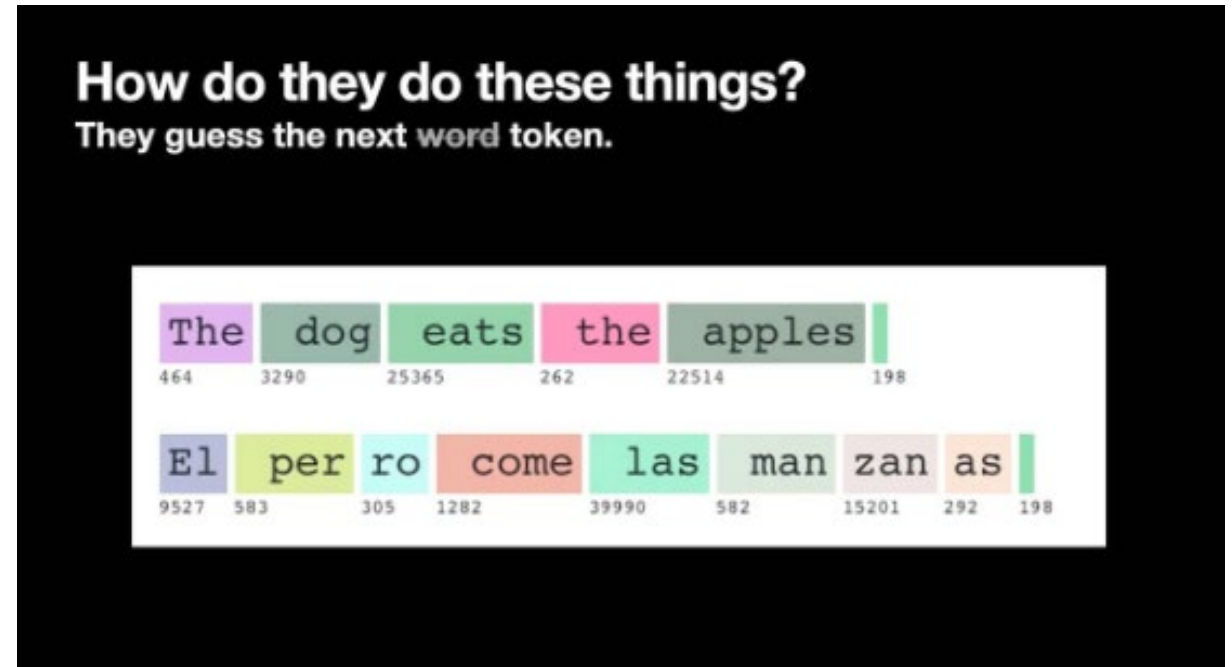 How do they do these things?
They guess the next word token.
The dog eats the apples
464 3290 25365 262 22514 198
El per ro come las man zan as
9527 583 305 1282 39990 582 15201 292 198